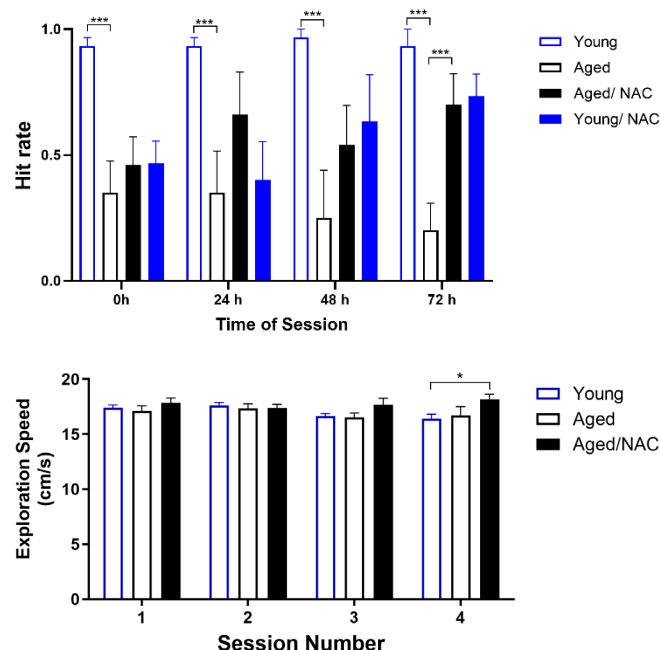 *** *** *** ***
***
1.0
0.5
0.0
Hit rate
0h 24 h 48 h 72 h
Time of Session
Young
Aged
Aged/ NAC
Young/ NAC
*
20
15
10
5
0
Exploration Speed
(cm/s)
1 2 3 4
Session Number
Young
Aged
Aged/NAC